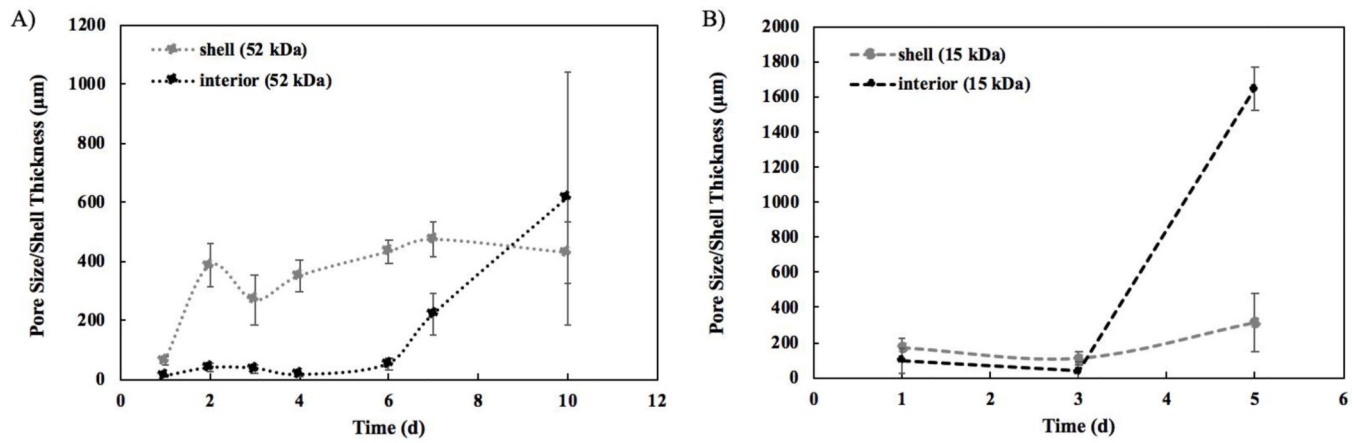 A)
1200
1000
800
600
400
200
0
0 2 4 6 8 10 12
Pore Size/Shell Thickness (µm)
Time (d)
shell (52 kDa)
interior (52 kDa)
B)
2000
1800
1600
1400
1200
1000
800
600
400
200
0
0 1 2 3 4 5 6
Pore Size/Shell Thickness (µm)
Time (d)
shell (15 kDa)
interior (15 kDa)